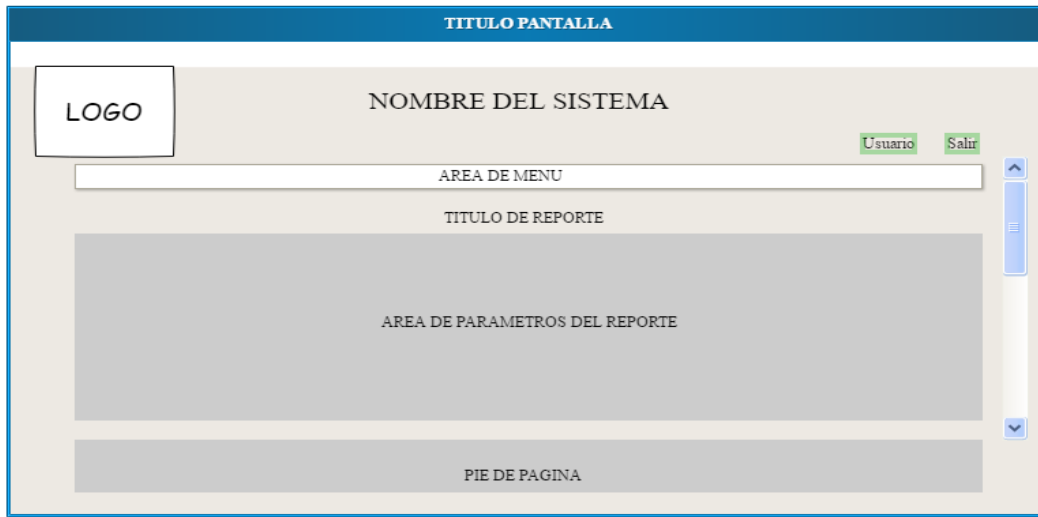 TITULO PANTALLA
LOGO
NOMBRE DEL SISTEMA
Usuario Salir
AREA DE MENU
TITULO DE REPORTE
AREA DE PARAMETROS DEL REPORTE
PIE DE PAGINA